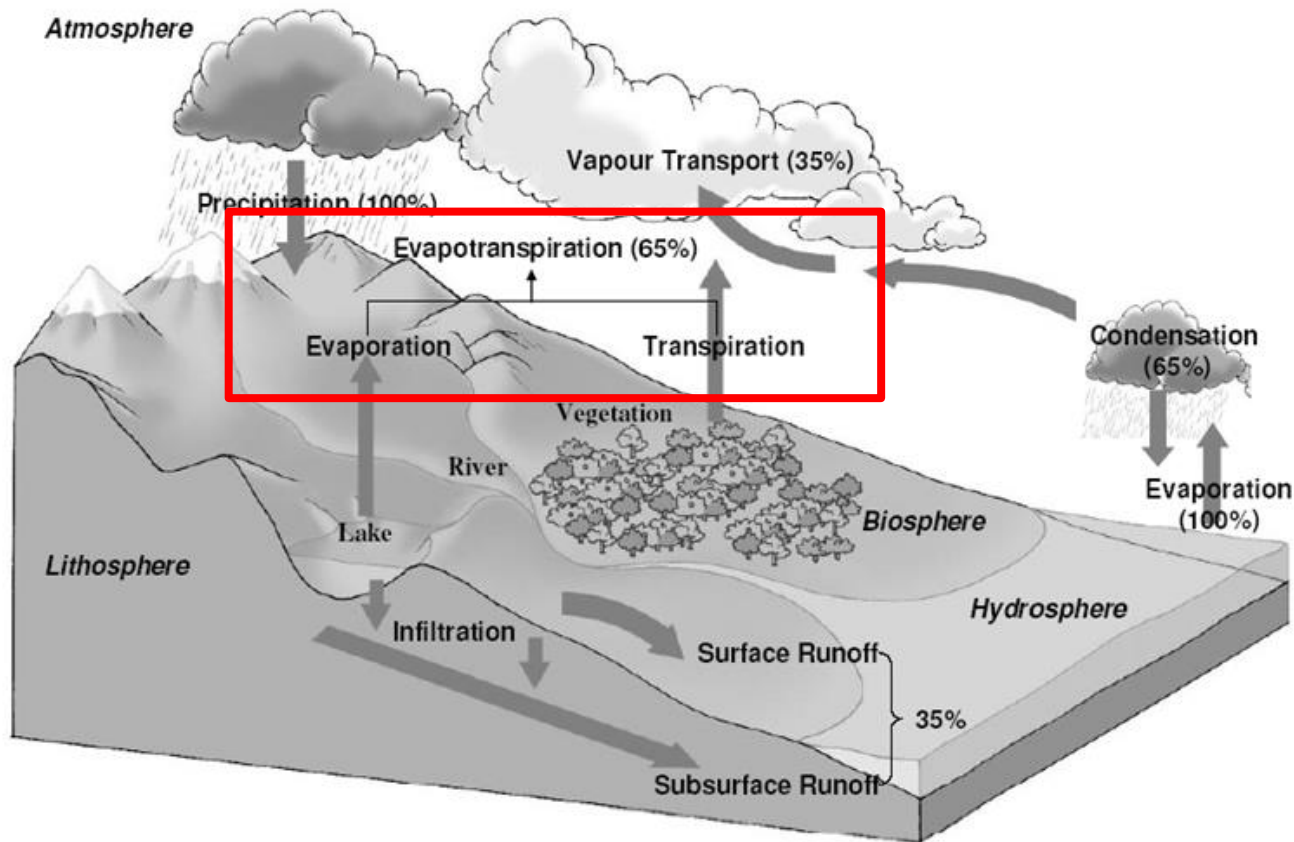 Atmosphere
Vapour Transport (35%)
Precipitation (100%)
Evapotranspiration (65%)
Evaporation
Transpiration
Condensation
(65%)
Vegetation
River
Evaporation
(100%)
Lake
Biosphere
Lithosphere
Hydrosphere
Infiltration
Surface Runoff
35%
Subsurface Runoff